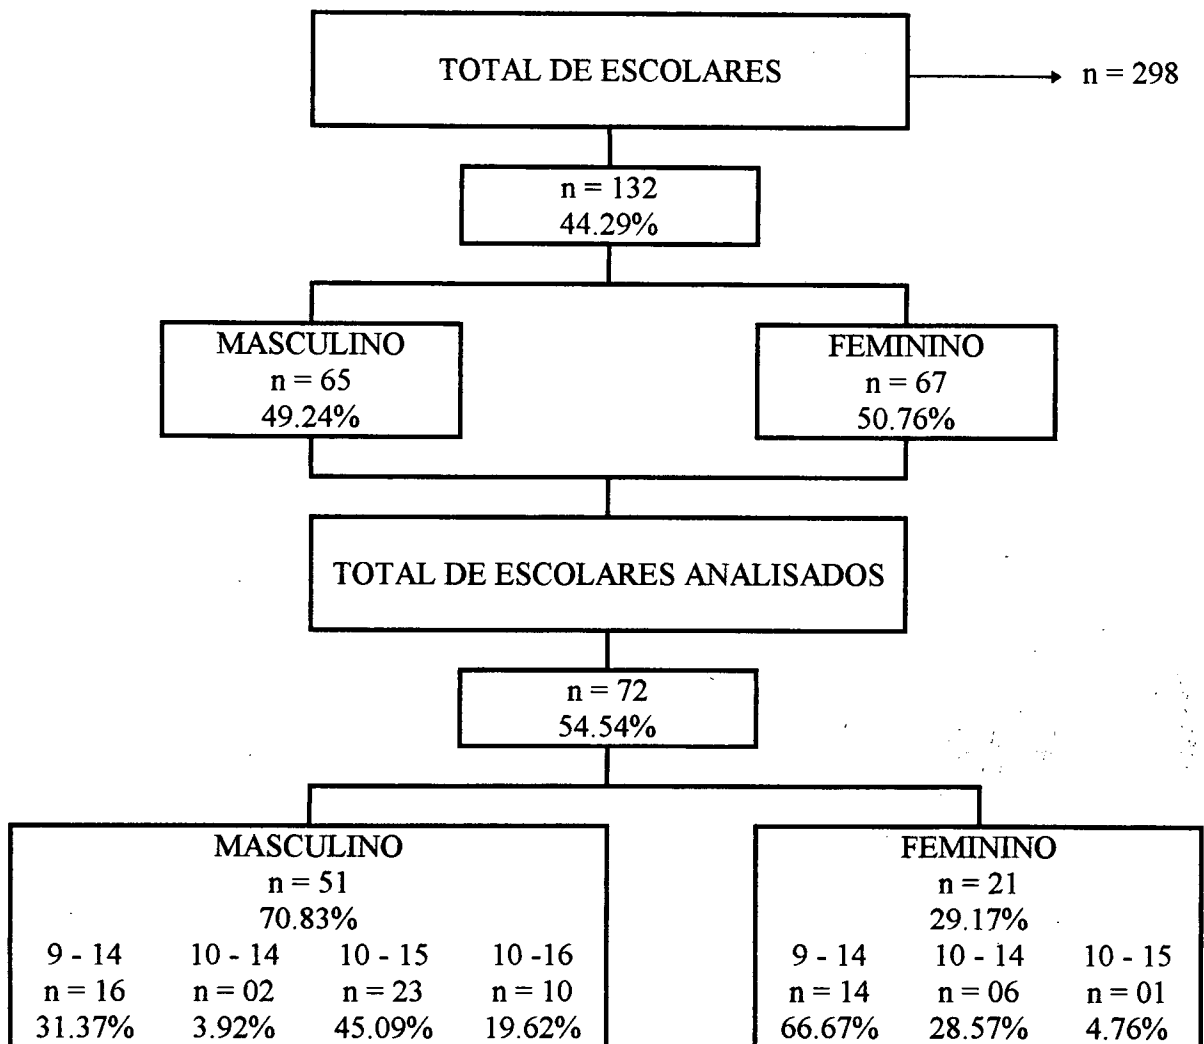 TOTAL DE ESCOLARES
n = 298
n = 132
44.29%
MASCULINO
n = 65
49.24%
FEMININO
n = 67
50.76%
TOTAL DE ESCOLARES ANALISADOS
n = 72
54.54%
MASCULINO
n = 51
70.83%
9 - 14 10 - 14 10 - 15 10 -16
n = 16 n = 02 n = 23 n = 10
31.37% 3.92% 45.09% 19.62%
FEMININO
n = 21
29.17%
9 - 14 10 - 14 10 - 15
n = 14 n = 06 n = 01
66.67% 28.57% 4.76%